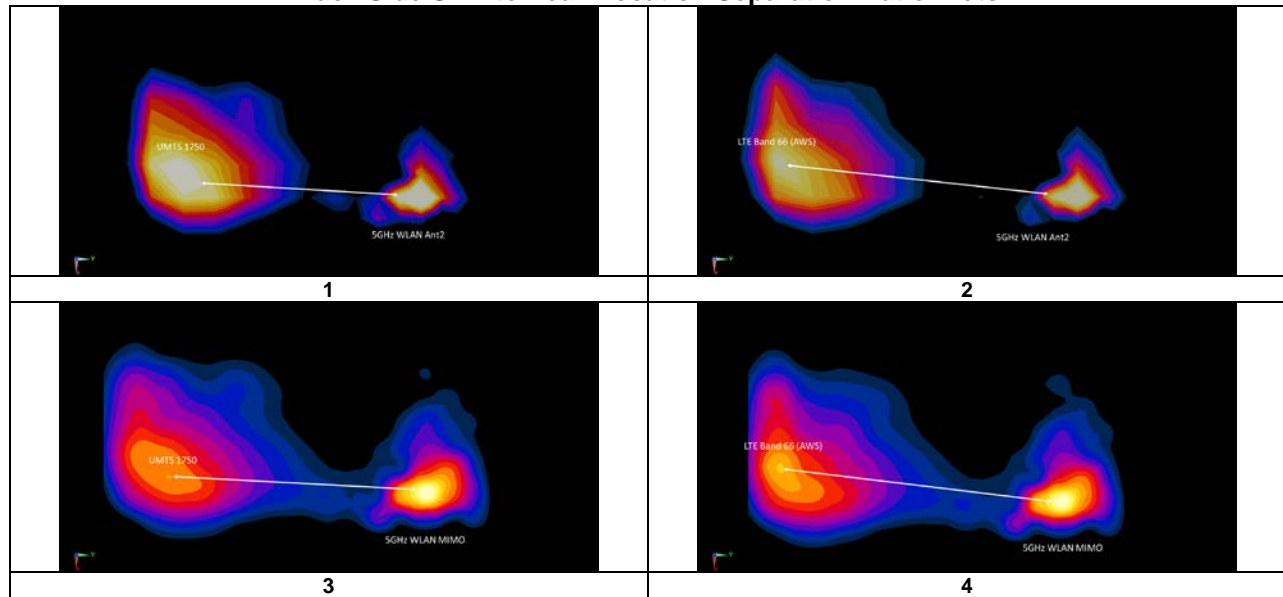 UMTS 1750
5GHz WLAN Ant2
Y
LTE Band 66 (AWS)
5GHz WLAN Ant2
Y
1
2
UMTS 1750
5GHz WLAN MIMO
Y
LTE Band 66 (AWS)
5GHz WLAN MIMO
Y
3
4